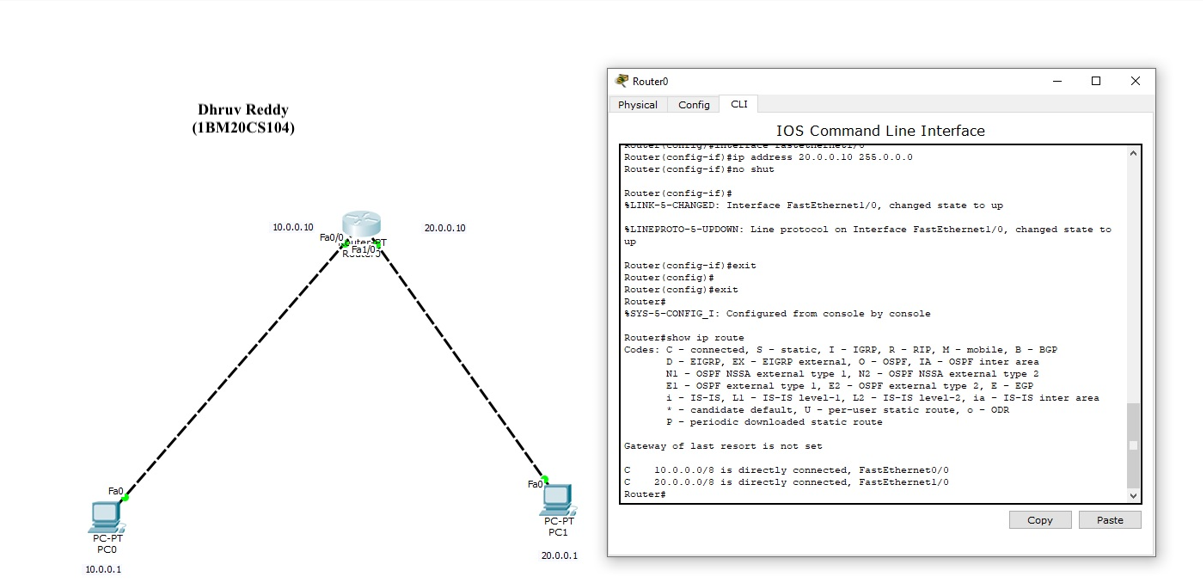 Dhruv Reddy
(1BM20CS104)
10.0.0.10
20.0.0.10
Fa0/0
Fa1/0
Fa0
PC-PT
PC0
10.0.0.1
Fa0
PC-PT
PC1
20.0.0.1
Router0
Physical Config CLI
IOS Command Line Interface
Router(config-if)#ip address 20.0.0.10 255.0.0.0
Router(config-if)#no shut
Router(config-if)#
%LINK-5-CHANGED: Interface FastEthernet1/0, changed state to up
%LINEPROTO-5-UPDOWN: Line protocol on Interface FastEthernet1/0, changed state to
up
Router(config-if)#exit
Router(config)#
Router(config)#exit
Router#
%SYS-5-CONFIG_I: Configured from console by console
Router#show ip route
Codes: C - connected, S - static, I - IGRP, R - RIP, M - mobile, B - BGP
D - EIGRP, EX - EIGRP external, O - OSPF, IA - OSPF inter area
N1 - OSPF NSSA external type 1, N2 - OSPF NSSA external type 2
E1 - OSPF external type 1, E2 - OSPF external type 2, E - EGP
i - IS-IS, L1 - IS-IS level-1, L2 - IS-IS level-2, ia - IS-IS inter area
* - candidate default, U - per-user static route, o - ODR
P - periodic downloaded static route
Gateway of last resort is not set
C 10.0.0.0/8 is directly connected, FastEthernet0/0
C 20.0.0.0/8 is directly connected, FastEthernet1/0
Router#
Copy Paste